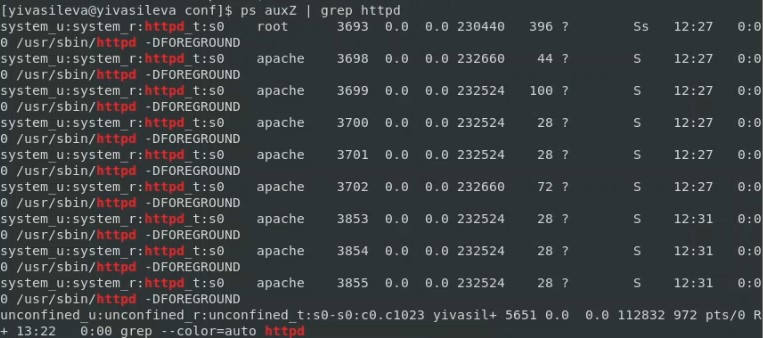 [yivasileva@yivasileva conf]$ ps auxZ | grep httpd
system_u:system_r:httpd_t:s0    root      3693  0.0  0.0 230440   396 ?        Ss   12:27   0:0
0 /usr/sbin/httpd -DFOREGROUND
system_u:system_r:httpd_t:s0    apache    3698  0.0  0.0 232660    44 ?        S    12:27   0:0
0 /usr/sbin/httpd -DFOREGROUND
system_u:system_r:httpd_t:s0    apache    3699  0.0  0.0 232524   100 ?        S    12:27   0:0
0 /usr/sbin/httpd -DFOREGROUND
system_u:system_r:httpd_t:s0    apache    3700  0.0  0.0 232524    28 ?        S    12:27   0:0
0 /usr/sbin/httpd -DFOREGROUND
system_u:system_r:httpd_t:s0    apache    3701  0.0  0.0 232524    28 ?        S    12:27   0:0
0 /usr/sbin/httpd -DFOREGROUND
system_u:system_r:httpd_t:s0    apache    3702  0.0  0.0 232660    72 ?        S    12:27   0:0
0 /usr/sbin/httpd -DFOREGROUND
system_u:system_r:httpd_t:s0    apache    3853  0.0  0.0 232524    28 ?        S    12:31   0:0
0 /usr/sbin/httpd -DFOREGROUND
system_u:system_r:httpd_t:s0    apache    3854  0.0  0.0 232524    28 ?        S    12:31   0:0
0 /usr/sbin/httpd -DFOREGROUND
system_u:system_r:httpd_t:s0    apache    3855  0.0  0.0 232524    28 ?        S    12:31   0:0
0 /usr/sbin/httpd -DFOREGROUND
unconfined_u:unconfined_r:unconfined_t:s0-s0:c0.c1023 yivasil+ 5651 0.0  0.0 112832 972 pts/0 R
+ 13:22   0:00 grep --color=auto httpd